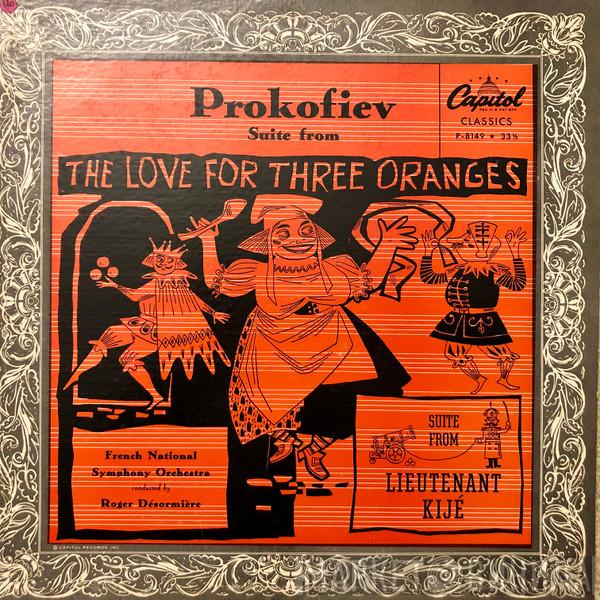 120
Prokofiev
Suite from
Capitol
CLASSICS
P-8149 ★ 33⅓
THE LOVE FOR THREE ORANGES
French National
Symphony Orchestra
conducted by
Roger Désormière
SUITE
FROM
LIEUTENANT
KIJÉ
© CAPITOL RECORDS, INC.